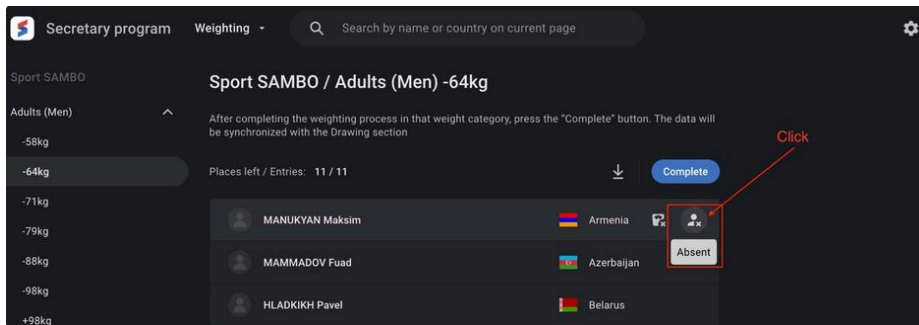 Secretary program
Weighting
Search by name or country on current page
Sport SAMBO
Adults (Men)
-58kg
-64kg
-71kg
-79kg
-88kg
-98kg
+98kg
Sport SAMBO / Adults (Men) -64kg
After completing the weighting process in that weight category, press the "Complete" button. The data will
be synchronized with the Drawing section
Click
Places left / Entries: 11 / 11
Complete
MANUKYAN Maksim Armenia
Absent
MAMMADOV Fuad Azerbaijan
HLADKIKH Pavel Belarus